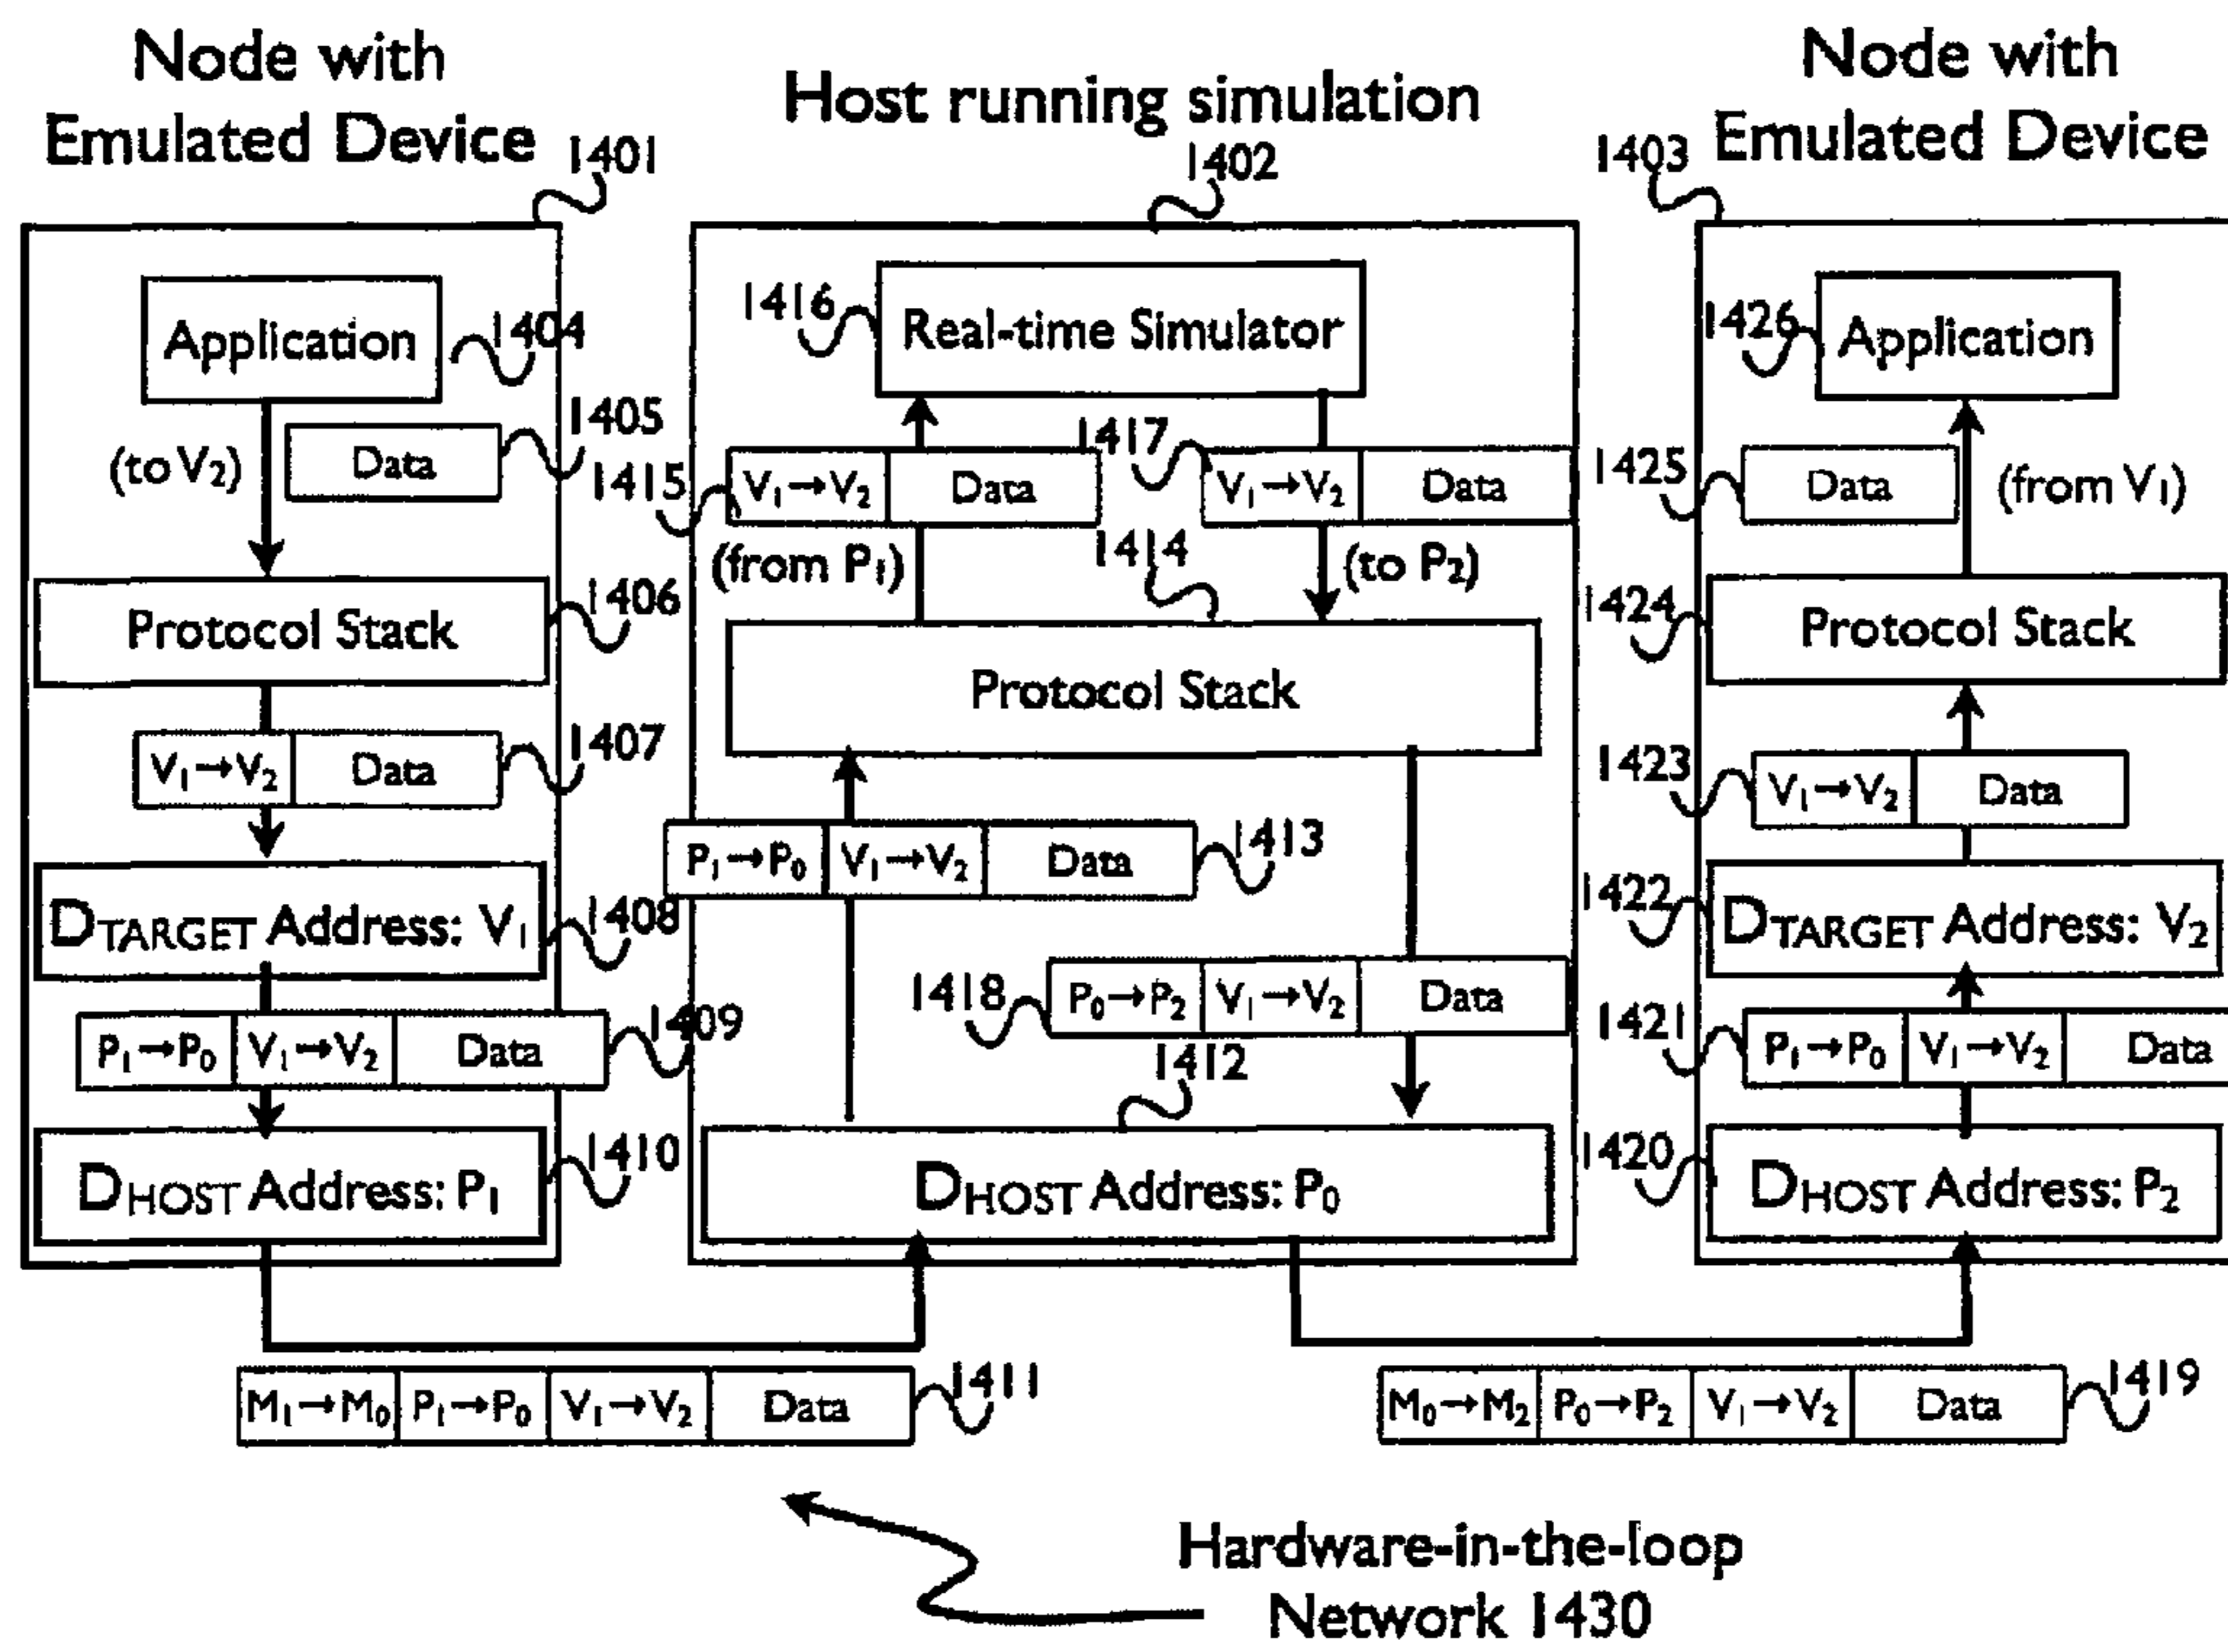 Node with
Emulated Device
1401
Host running simulation
1402
Node with
Emulated Device
1403
Application
1404
(to V₂)
Data
1405
Protocol Stack
1406
V₁→V₂ Data
1407
DTARGET Address: V₁
1408
P₁→P₀ V₁→V₂ Data
1409
DHOST Address: P₁
1410
M₁→M₀ P₁→P₀ V₁→V₂ Data
1411
1416
Real-time Simulator
1415
V₁→V₂ Data
(from P₁)
1417
V₁→V₂ Data
(to P₂)
1414
Protocol Stack
P₁→P₀ V₁→V₂ Data
1413
1418
P₀→P₂ V₁→V₂ Data
1412
DHOST Address: P₀
M₀→M₂ P₀→P₂ V₁→V₂ Data
1419
1426
Application
1425
Data
(from V₁)
1424
Protocol Stack
1423
V₁→V₂ Data
1422
DTARGET Address: V₂
1421
P₁→P₀ V₁→V₂ Data
1420
DHOST Address: P₂
Hardware-in-the-loop
Network 1430